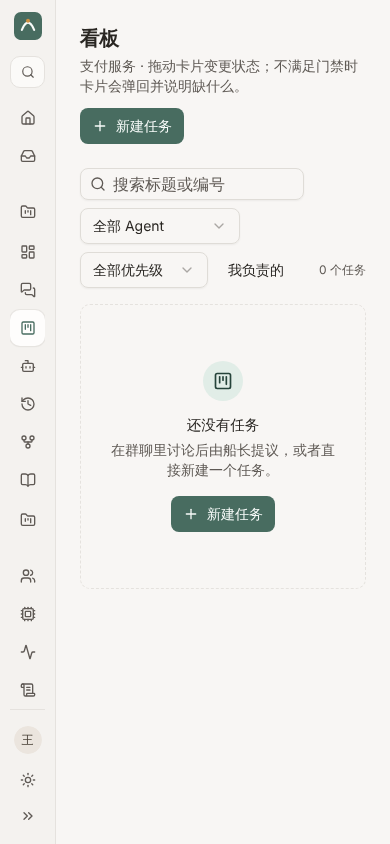 看板
支付服务 · 拖动卡片变更状态；不满足门禁时
卡片会弹回并说明缺什么。
新建任务
搜索标题或编号
全部 Agent
全部优先级
我负责的
0 个任务
还没有任务
在群聊里讨论后由船长提议，或者直
接新建一个任务。
新建任务
王